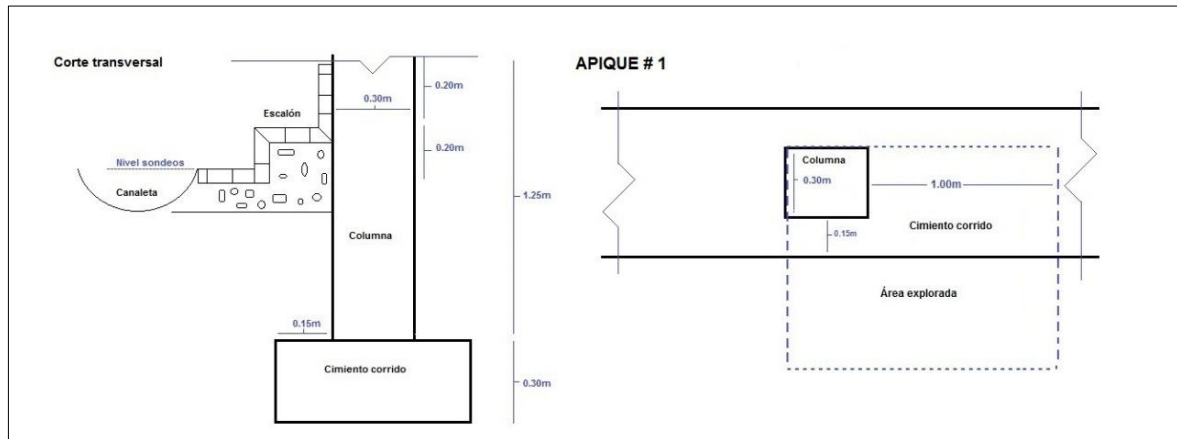 Corte transversal
0.20m
0.30m
Escalón
0.20m
Nivel sondeos
Canaleta
1.25m
Columna
0.15m
Cimiento corrido
0.30m
APIQUE # 1
Columna
0.30m
1.00m
Cimiento corrido
0.15m
Área explorada